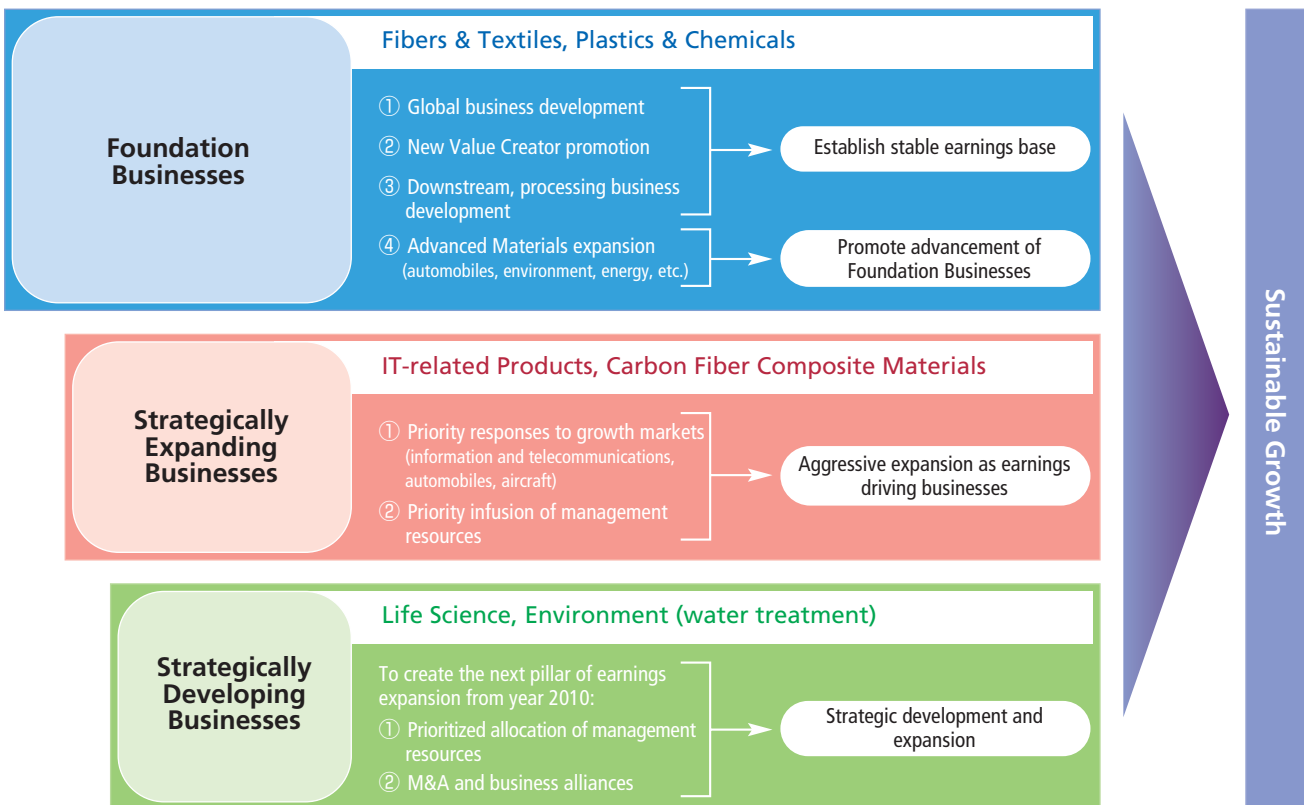 Foundation
Businesses
Fibers & Textiles, Plastics & Chemicals
① Global business development
② New Value Creator promotion
③ Downstream, processing business
development
Establish stable earnings base
④ Advanced Materials expansion
(automobiles, environment, energy, etc.)
Promote advancement of
Foundation Businesses
Strategically
Expanding
Businesses
IT-related Products, Carbon Fiber Composite Materials
① Priority responses to growth markets
(information and telecommunications,
automobiles, aircraft)
② Priority infusion of management
resources
Aggressive expansion as earnings
driving businesses
Strategically
Developing
Businesses
Life Science, Environment (water treatment)
To create the next pillar of earnings
expansion from year 2010:
① Prioritized allocation of management
resources
② M&A and business alliances
Strategic development and
expansion
Sustainable Growth